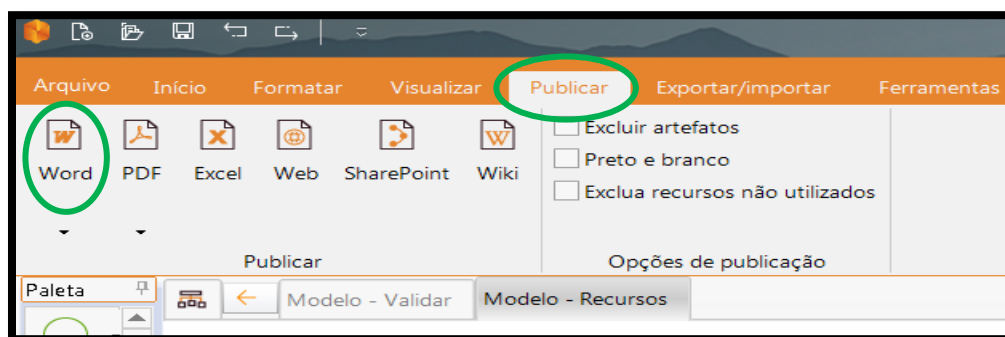 Arquivo Início Formatar Visualizar Publicar Exportar/importar Ferramentas
Word PDF Excel Web SharePoint Wiki
Excluir artefatos
Preto e branco
Exclua recursos não utilizados
Publicar Opções de publicação
Paleta Modelo - Validar Modelo - Recursos